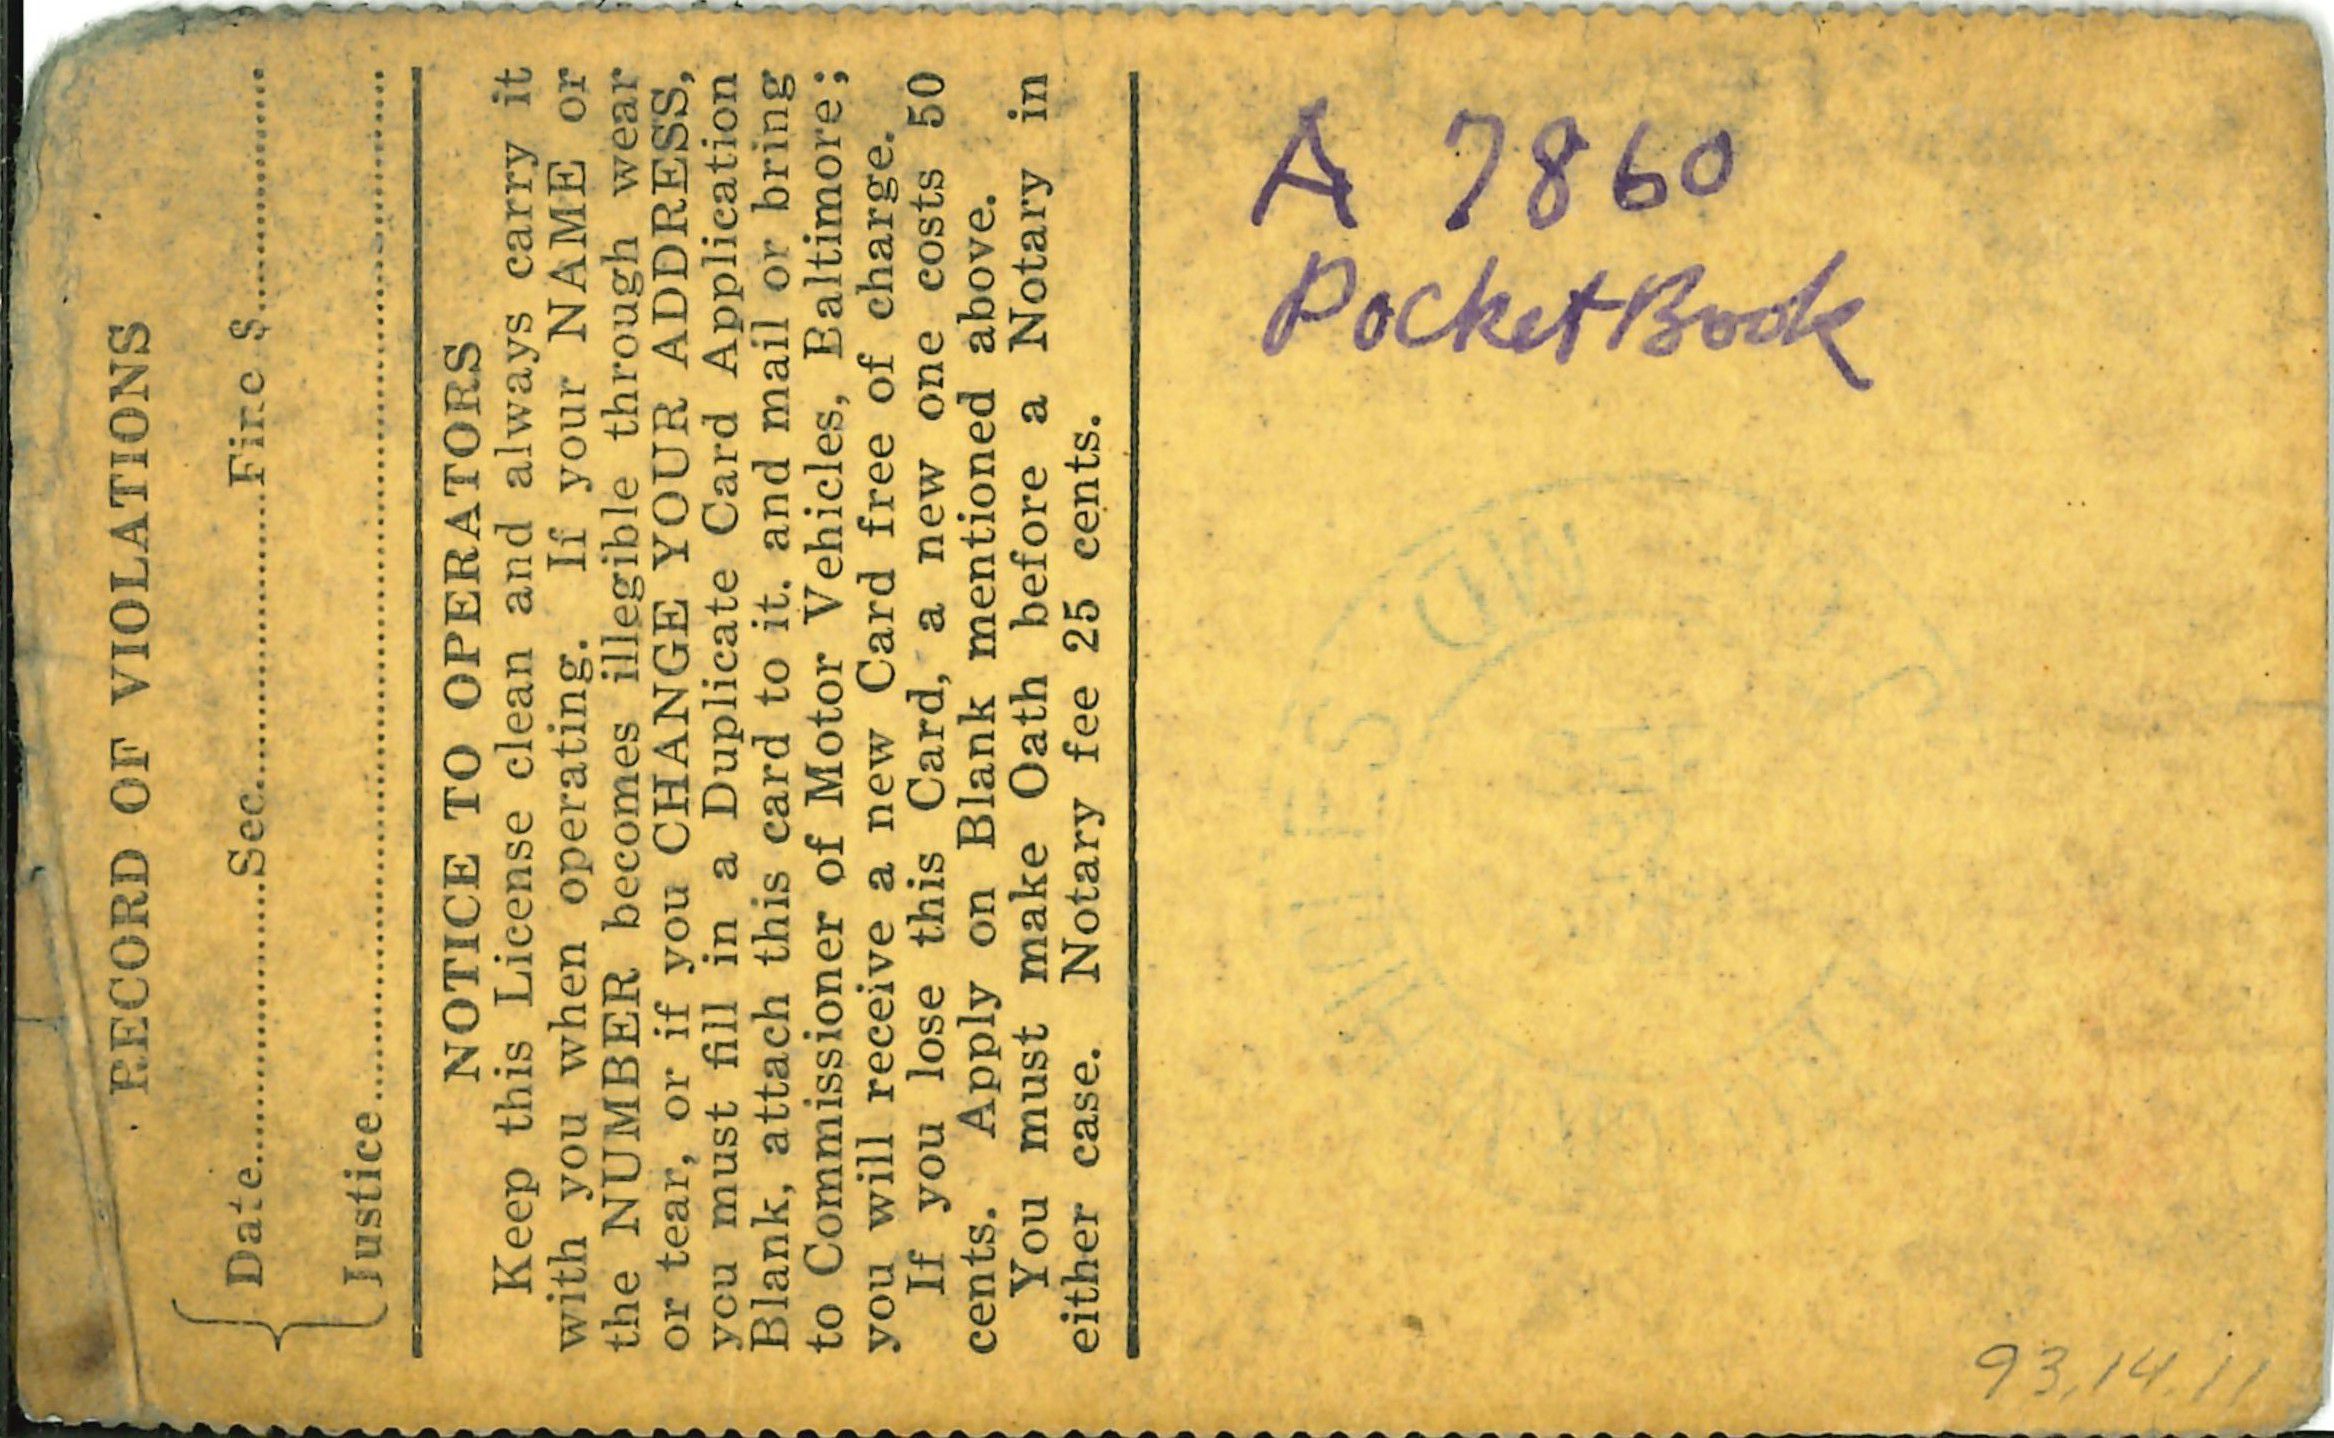 RECORD OF VIOLATIONS
Date....................Sec....................Fine $....................
Justice............................................................
NOTICE TO OPERATORS
Keep this License clean and always carry it
with you when operating. If your NAME or
the NUMBER becomes illegible through wear
or tear, or if you CHANGE YOUR ADDRESS,
you must fill in a Duplicate Card Application
Blank, attach this card to it. and mail or bring
to Commissioner of Motor Vehicles, Baltimore;
you will receive a new Card free of charge.
If you lose this Card, a new one costs 50
cents. Apply on Blank mentioned above.
You must make Oath before a Notary in
either case. Notary fee 25 cents.
A 7860
PocketBook
93.14.11